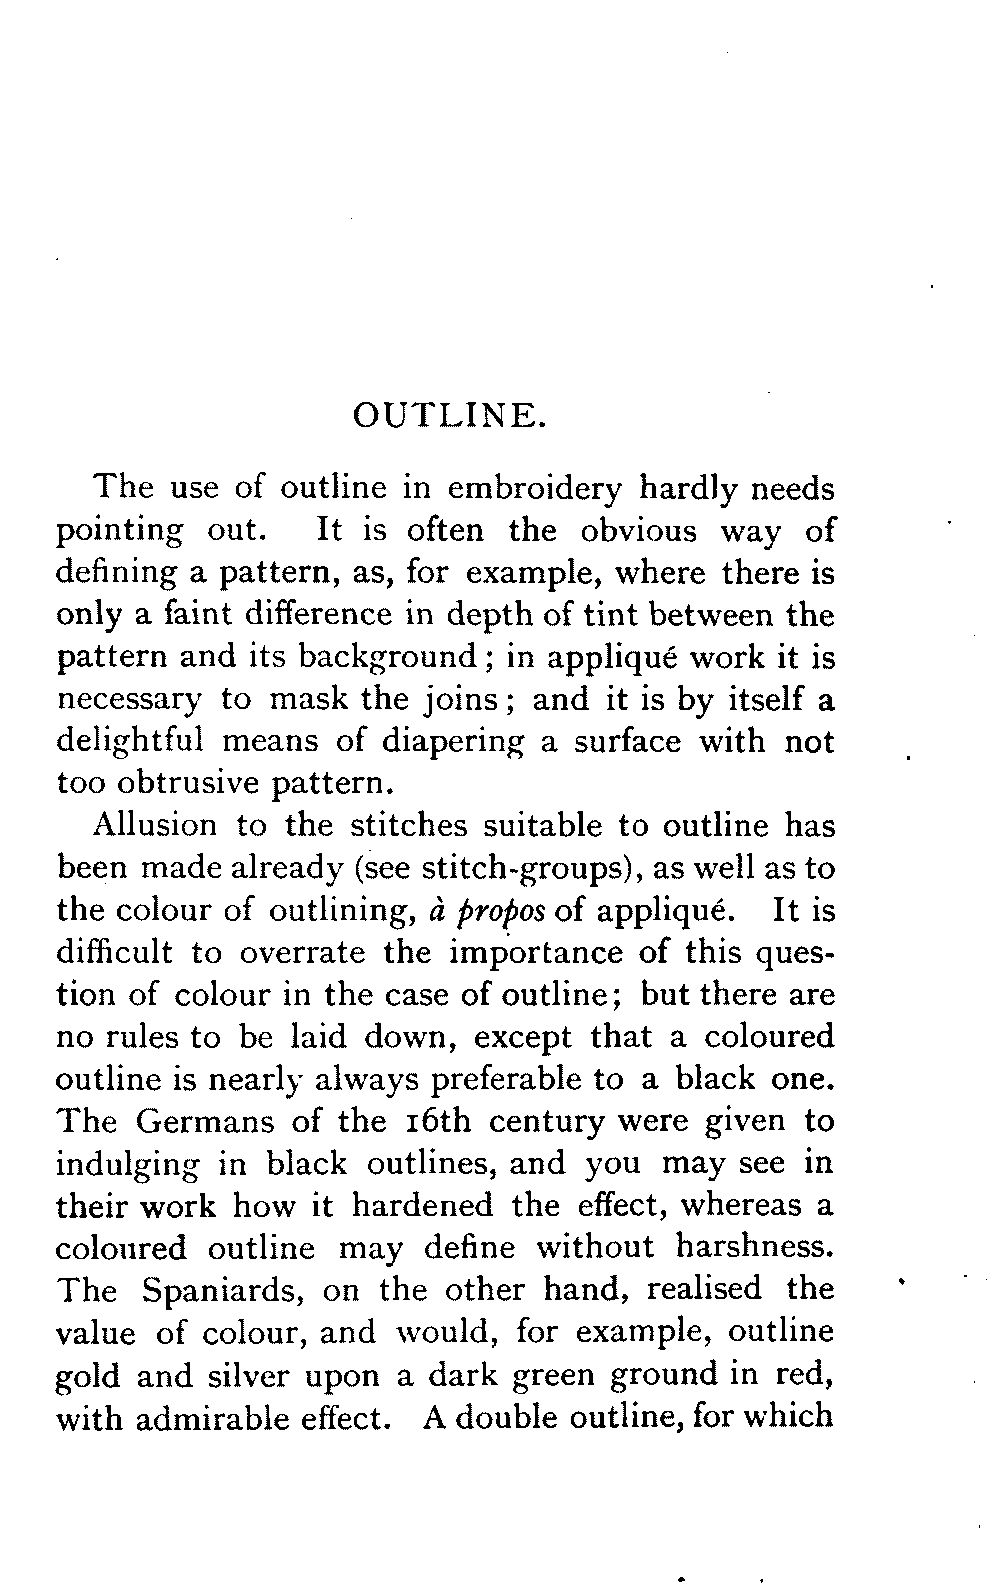 OUTLINE.
The use of outline in embroidery hardly needs
pointing out. It is often the obvious way of
defining a pattern, as, for example, where there is
only a faint difference in depth of tint between the
pattern and its background; in appliqué work it is
necessary to mask the joins; and it is by itself a
delightful means of diapering a surface with not
too obtrusive pattern.
Allusion to the stitches suitable to outline has
been made already (see stitch-groups), as well as to
the colour of outlining, à propos of appliqué. It is
difficult to overrate the importance of this ques-
tion of colour in the case of outline; but there are
no rules to be laid down, except that a coloured
outline is nearly always preferable to a black one.
The Germans of the 16th century were given to
indulging in black outlines, and you may see in
their work how it hardened the effect, whereas a
coloured outline may define without harshness.
The Spaniards, on the other hand, realised the
value of colour, and would, for example, outline
gold and silver upon a dark green ground in red,
with admirable effect. A double outline, for which